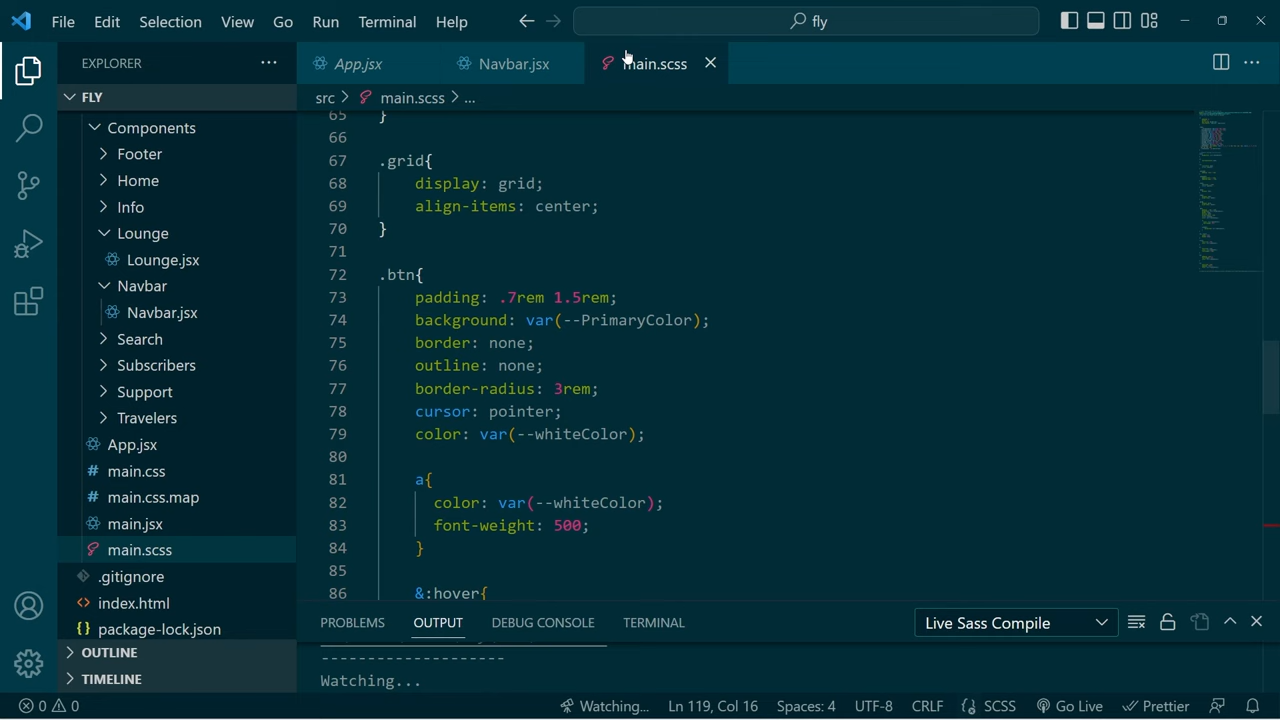 File Edit Selection View Go Run Terminal Help fly
EXPLORER
App.jsx Navbar.jsx main.scss
FLY
src > main.scss > ...
Components
Footer
Home
Info
Lounge
Lounge.jsx
Navbar
Navbar.jsx
Search
Subscribers
Support
Travelers
App.jsx
main.css
main.css.map
main.jsx
main.scss
.gitignore
index.html
package-lock.json
OUTLINE
TIMELINE
65 }
66
67 .grid{
68 display: grid;
69 align-items: center;
70 }
71
72 .btn{
73 padding: .7rem 1.5rem;
74 background: var(--PrimaryColor);
75 border: none;
76 outline: none;
77 border-radius: 3rem;
78 cursor: pointer;
79 color: var(--whiteColor);
80
81 a{
82 color: var(--whiteColor);
83 font-weight: 500;
84 }
85
86 &:hover{
PROBLEMS OUTPUT DEBUG CONSOLE TERMINAL Live Sass Compile
--------------------
Watching...
0 0 Watching... Ln 119, Col 16 Spaces: 4 UTF-8 CRLF SCSS Go Live Prettier